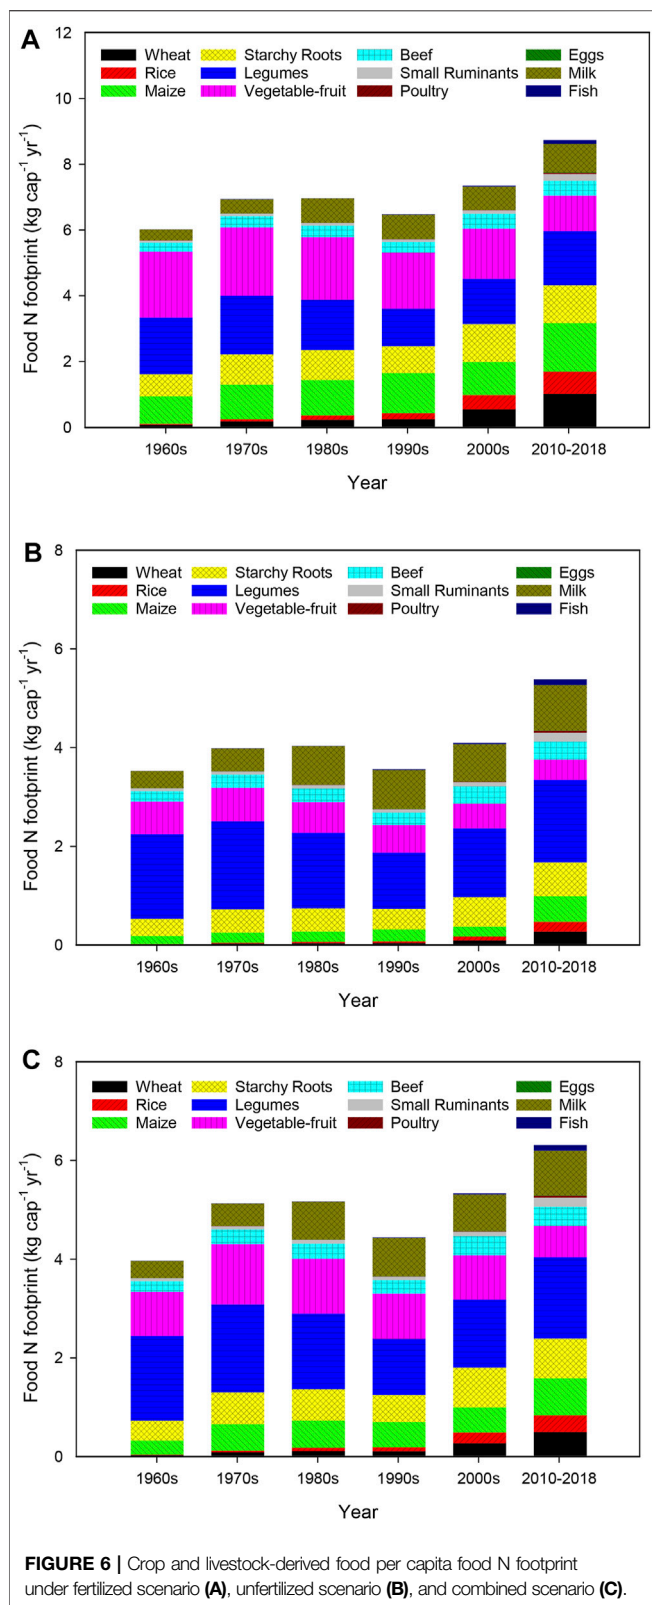 A
Food N footprint (kg cap⁻¹ yr⁻¹)
12
10
8
6
4
2
0
Wheat Starchy Roots Beef Eggs
Rice Legumes Small Ruminants Milk
Maize Vegetable-fruit Poultry Fish
1960s 1970s 1980s 1990s 2000s 2010-2018
Year
B
Food N footprint (kg cap⁻¹ yr⁻¹)
8
6
4
2
0
Wheat Starchy Roots Beef Eggs
Rice Legumes Small Ruminants Milk
Maize Vegetable-fruit Poultry Fish
1960s 1970s 1980s 1990s 2000s 2010-2018
Year
C
Food N footprint (kg cap⁻¹ yr⁻¹)
8
6
4
2
0
Wheat Starchy Roots Beef Eggs
Rice Legumes Small Ruminants Milk
Maize Vegetable-fruit Poultry Fish
1960s 1970s 1980s 1990s 2000s 2010-2018
Year
FIGURE 6 | Crop and livestock-derived food per capita food N footprint
under fertilized scenario (A), unfertilized scenario (B), and combined scenario (C).